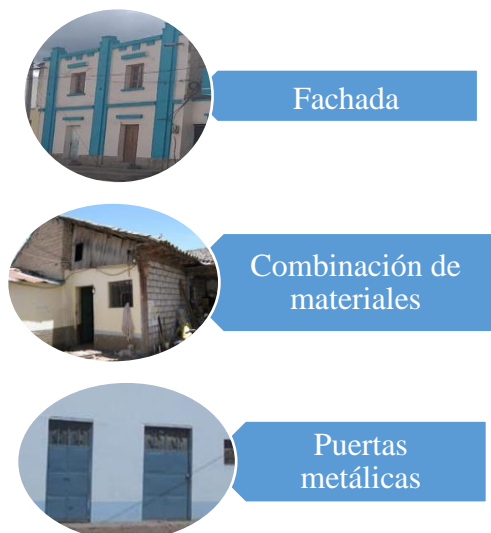 Fachada
Combinación de
materiales
Puertas
metálicas